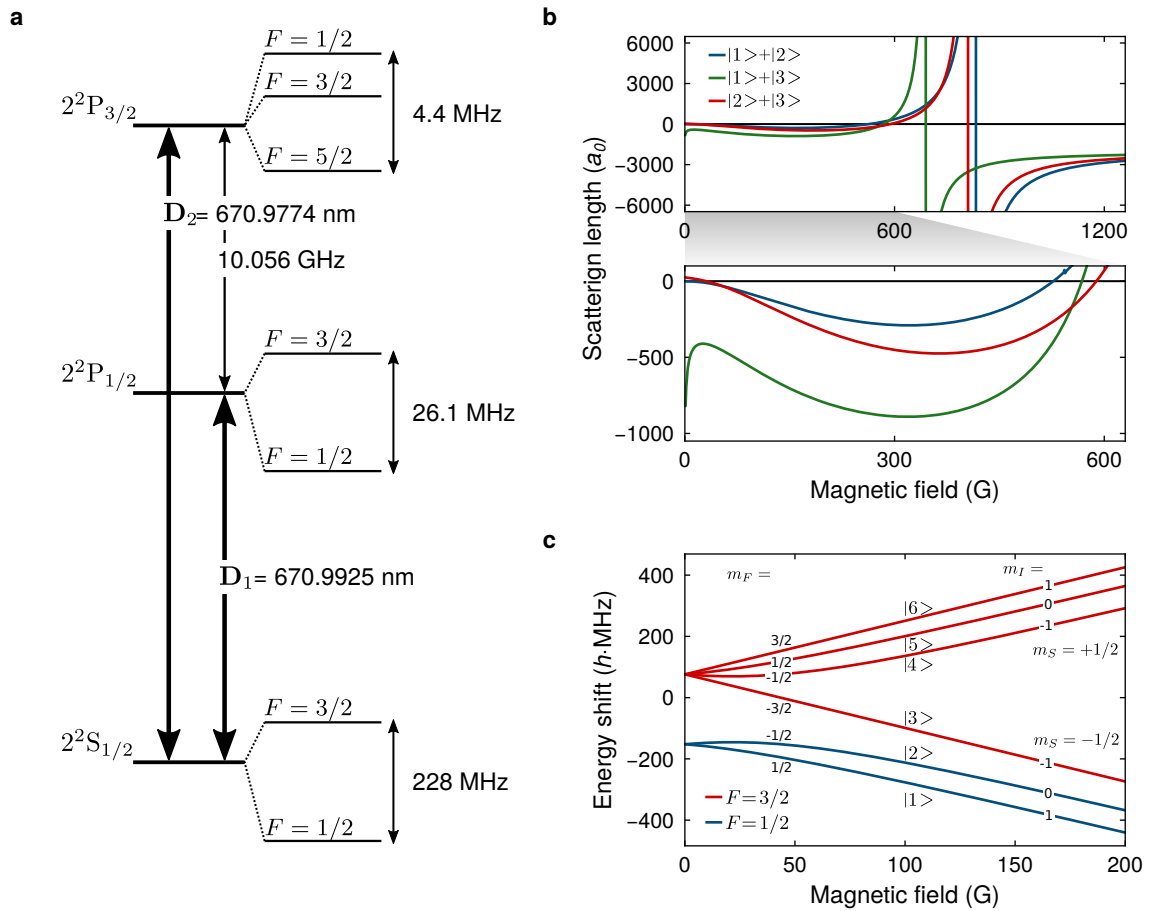 a
F = 1/2
F = 3/2
2²P₃/₂
4.4 MHz
F = 5/2
D₂= 670.9774 nm
10.056 GHz
F = 3/2
2²P₁/₂
26.1 MHz
F = 1/2
D₁= 670.9925 nm
F = 3/2
2²S₁/₂
228 MHz
F = 1/2
b
6000
3000
0
−3000
−6000
|1>+|2>
|1>+|3>
|2>+|3>
0
600
1200
Scatterign length (a₀)
0
−500
−1000
0
300
600
Magnetic field (G)
c
400
200
0
−200
−400
Energy shift (h·MHz)
m_F =
m_I =
|6>
1
3/2
0
|5>
1/2
-1
|4>
-1/2
m_S = +1/2
-3/2
|3>
-1/2
m_S = −1/2
|2>
-1
1/2
0
|1>
1
F=3/2
F=1/2
0
50
100
150
200
Magnetic field (G)